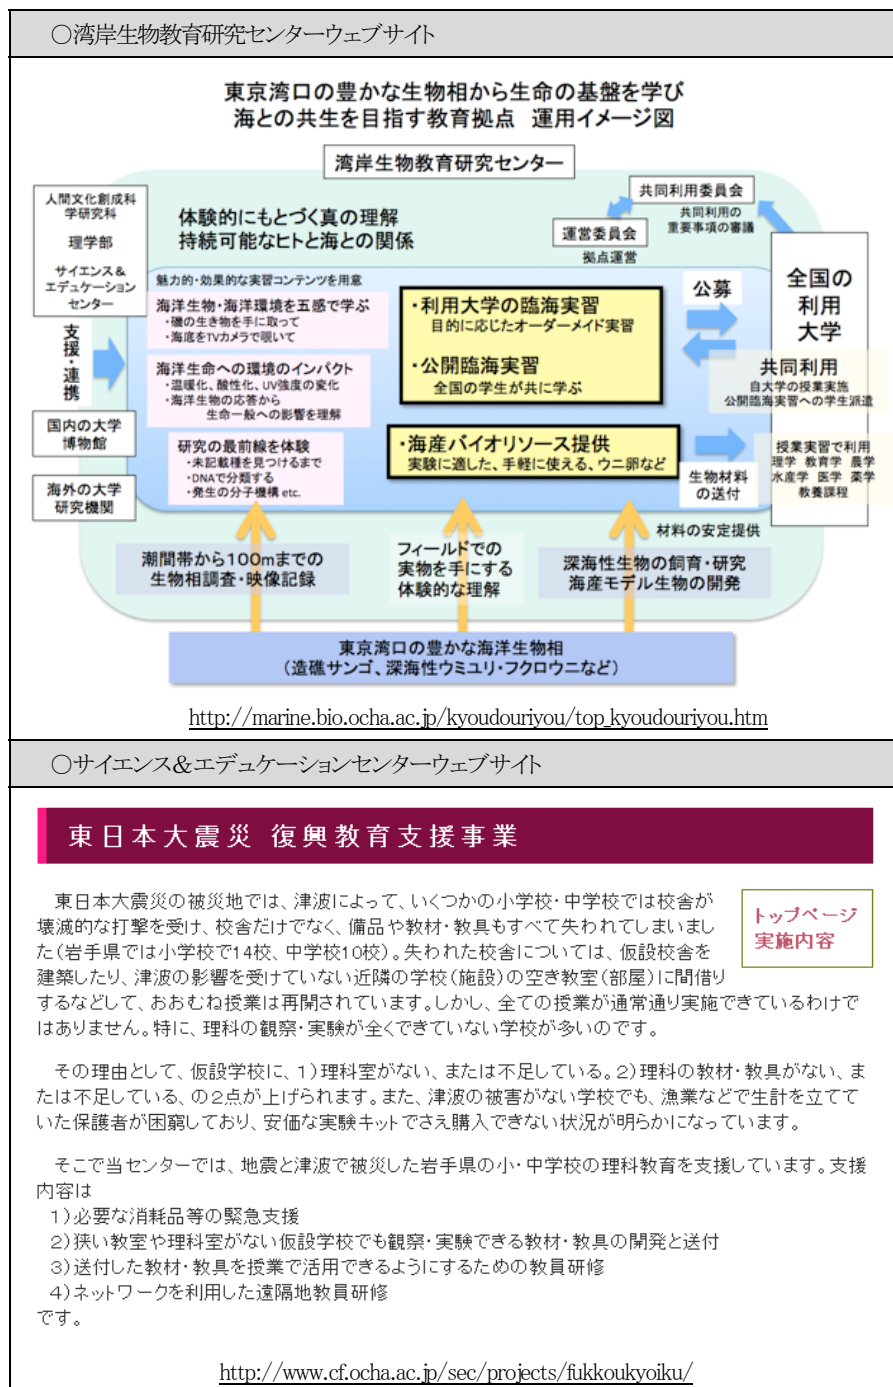 ○湾岸生物教育研究センターウェブサイト
東京湾口の豊かな生物相から生命の基盤を学び
海との共生を目指す教育拠点 運用イメージ図
湾岸生物教育研究センター
人間文化創成科
学研究科
理学部
サイエンス&
エデュケーション
センター
支援・連携
国内の大学
博物館
海外の大学
研究機関
体験的にもとづく真の理解
持続可能なヒトと海との関係
共同利用委員会
共同利用の
重要事項の審議
運営委員会
拠点運営
魅力的・効果的な実習コンテンツを用意
海洋生物・海洋環境を五感で学ぶ
・磯の生き物を手に取って
・海底をTVカメラで覗いて
海洋生命への環境のインパクト
・温暖化、酸性化、UV強度の変化
・海洋生物の応答から
生命一般への影響を理解
研究の最前線を体験
・未記載種を見つけるまで
・DNAで分類する
・発生の分子機構 etc.
・利用大学の臨海実習
目的に応じたオーダーメイド実習
・公開臨海実習
全国の学生が共に学ぶ
・海産バイオリソース提供
実験に適した、手軽に使える、ウニ卵など
公募
全国の
利用
大学
共同利用
自大学の授業実施
公開臨海実習への学生派遣
生物材料
の送付
授業実習で利用
理学 教育学 農学
水産学 医学 薬学
教養課程
材料の安定提供
潮間帯から100mまでの
生物相調査・映像記録
フィールドでの
実物を手にする
体験的な理解
深海性生物の飼育・研究
海産モデル生物の開発
東京湾口の豊かな海洋生物相
(造礁サンゴ、深海性ウミユリ・フクロウニなど)
http://marine.bio.ocha.ac.jp/kyoudouriyou/top_kyoudouriyou.htm
○サイエンス&エデュケーションセンターウェブサイト
東日本大震災 復興教育支援事業
トップページ
実施内容
東日本大震災の被災地では、津波によって、いくつかの小学校・中学校では校舎が
壊滅的な打撃を受け、校舎だけでなく、備品や教材・教具もすべて失われてしまいまし
た(岩手県では小学校で14校、中学校10校)。失われた校舎については、仮設校舎を
建築したり、津波の影響を受けていない近隣の学校(施設)の空き教室(部屋)に間借り
するなどして、おおむね授業は再開されています。しかし、全ての授業が通常通り実施できているわけで
はありません。特に、理科の観察・実験が全くできていない学校が多いのです。
その理由として、仮設学校に、1)理科室がない、または不足している。2)理科の教材・教具がない、ま
たは不足している、の2点が上げられます。また、津波の被害がない学校でも、漁業などで生計を立てて
いた保護者が困窮しており、安価な実験キットでさえ購入できない状況が明らかになっています。
そこで当センターでは、地震と津波で被災した岩手県の小・中学校の理科教育を支援しています。支援
内容は
1)必要な消耗品等の緊急支援
2)狭い教室や理科室がない仮設学校でも観察・実験できる教材・教具の開発と送付
3)送付した教材・教具を授業で活用できるようにするための教員研修
4)ネットワークを利用した遠隔地教員研修
です。
http://www.cf.ocha.ac.jp/sec/projects/fukkoukyoiku/